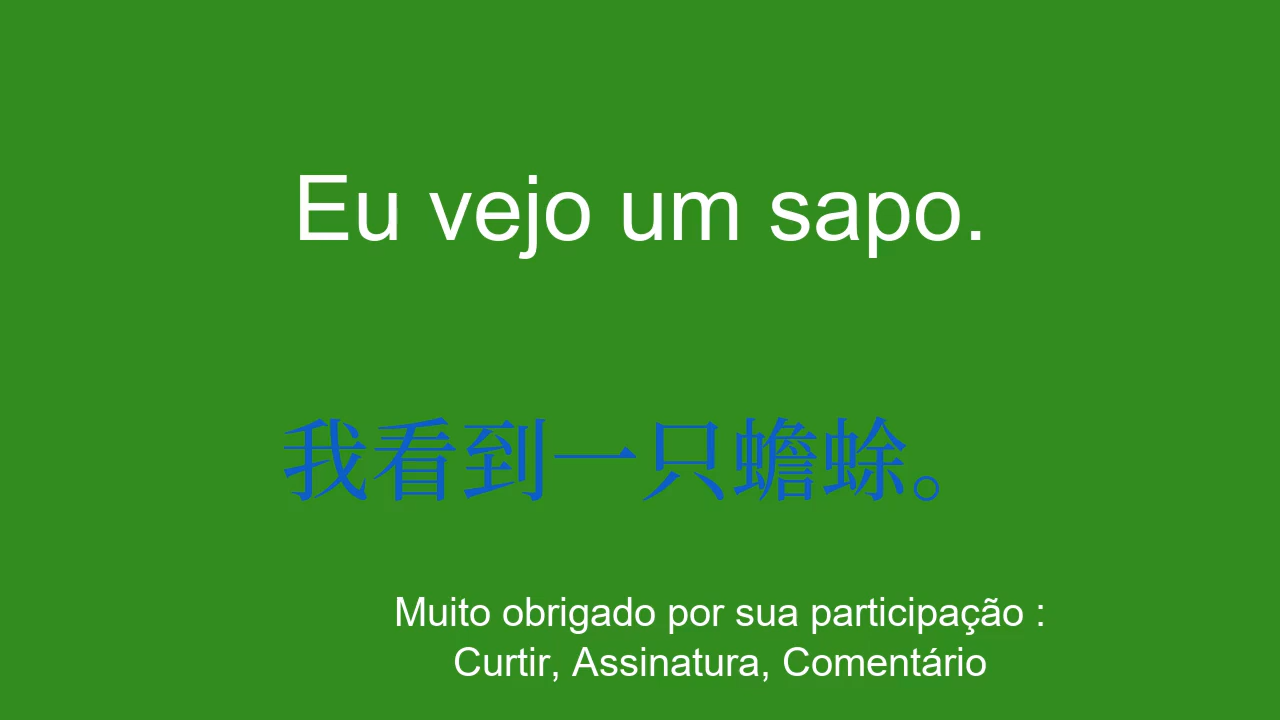 Eu vejo um sapo.
我看到一只蟾蜍。
Muito obrigado por sua participação :
Curtir, Assinatura, Comentário